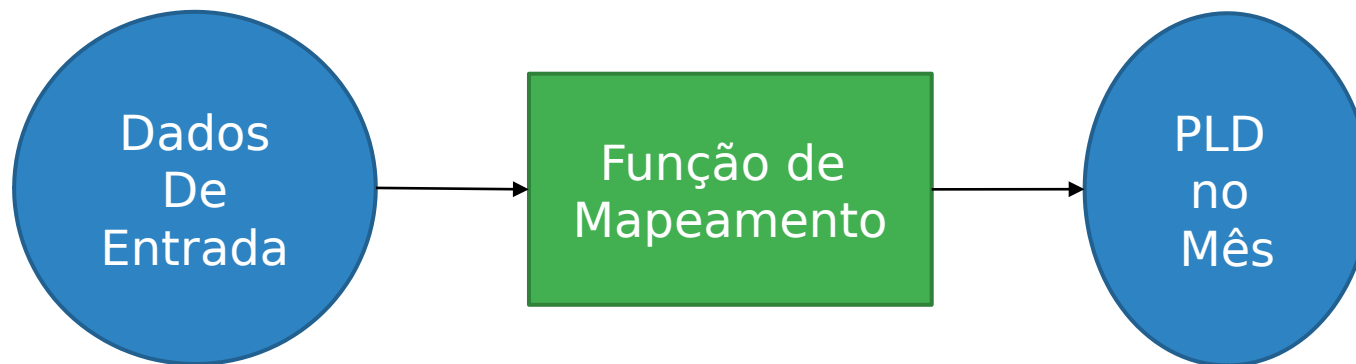 Dados
De
Entrada
Função de
Mapeamento
PLD
no
Mês